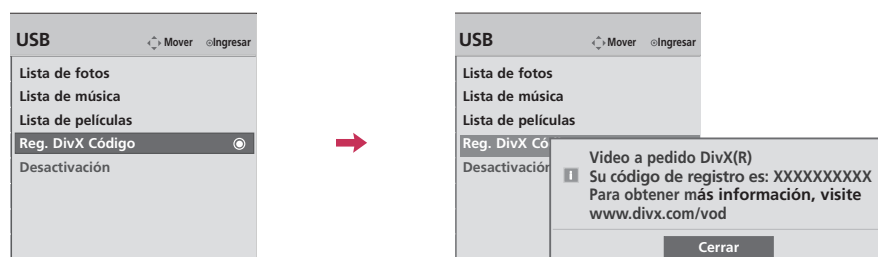 USB Mover Ingresar
Lista de fotos
Lista de música
Lista de películas
Reg. DivX Código
Desactivación
USB Mover Ingresar
Lista de fotos
Lista de música
Lista de películas
Reg. DivX Có
Desactivación
Video a pedido DivX(R)
Su código de registro es: XXXXXXXXXX
Para obtener más información, visite
www.divx.com/vod
Cerrar